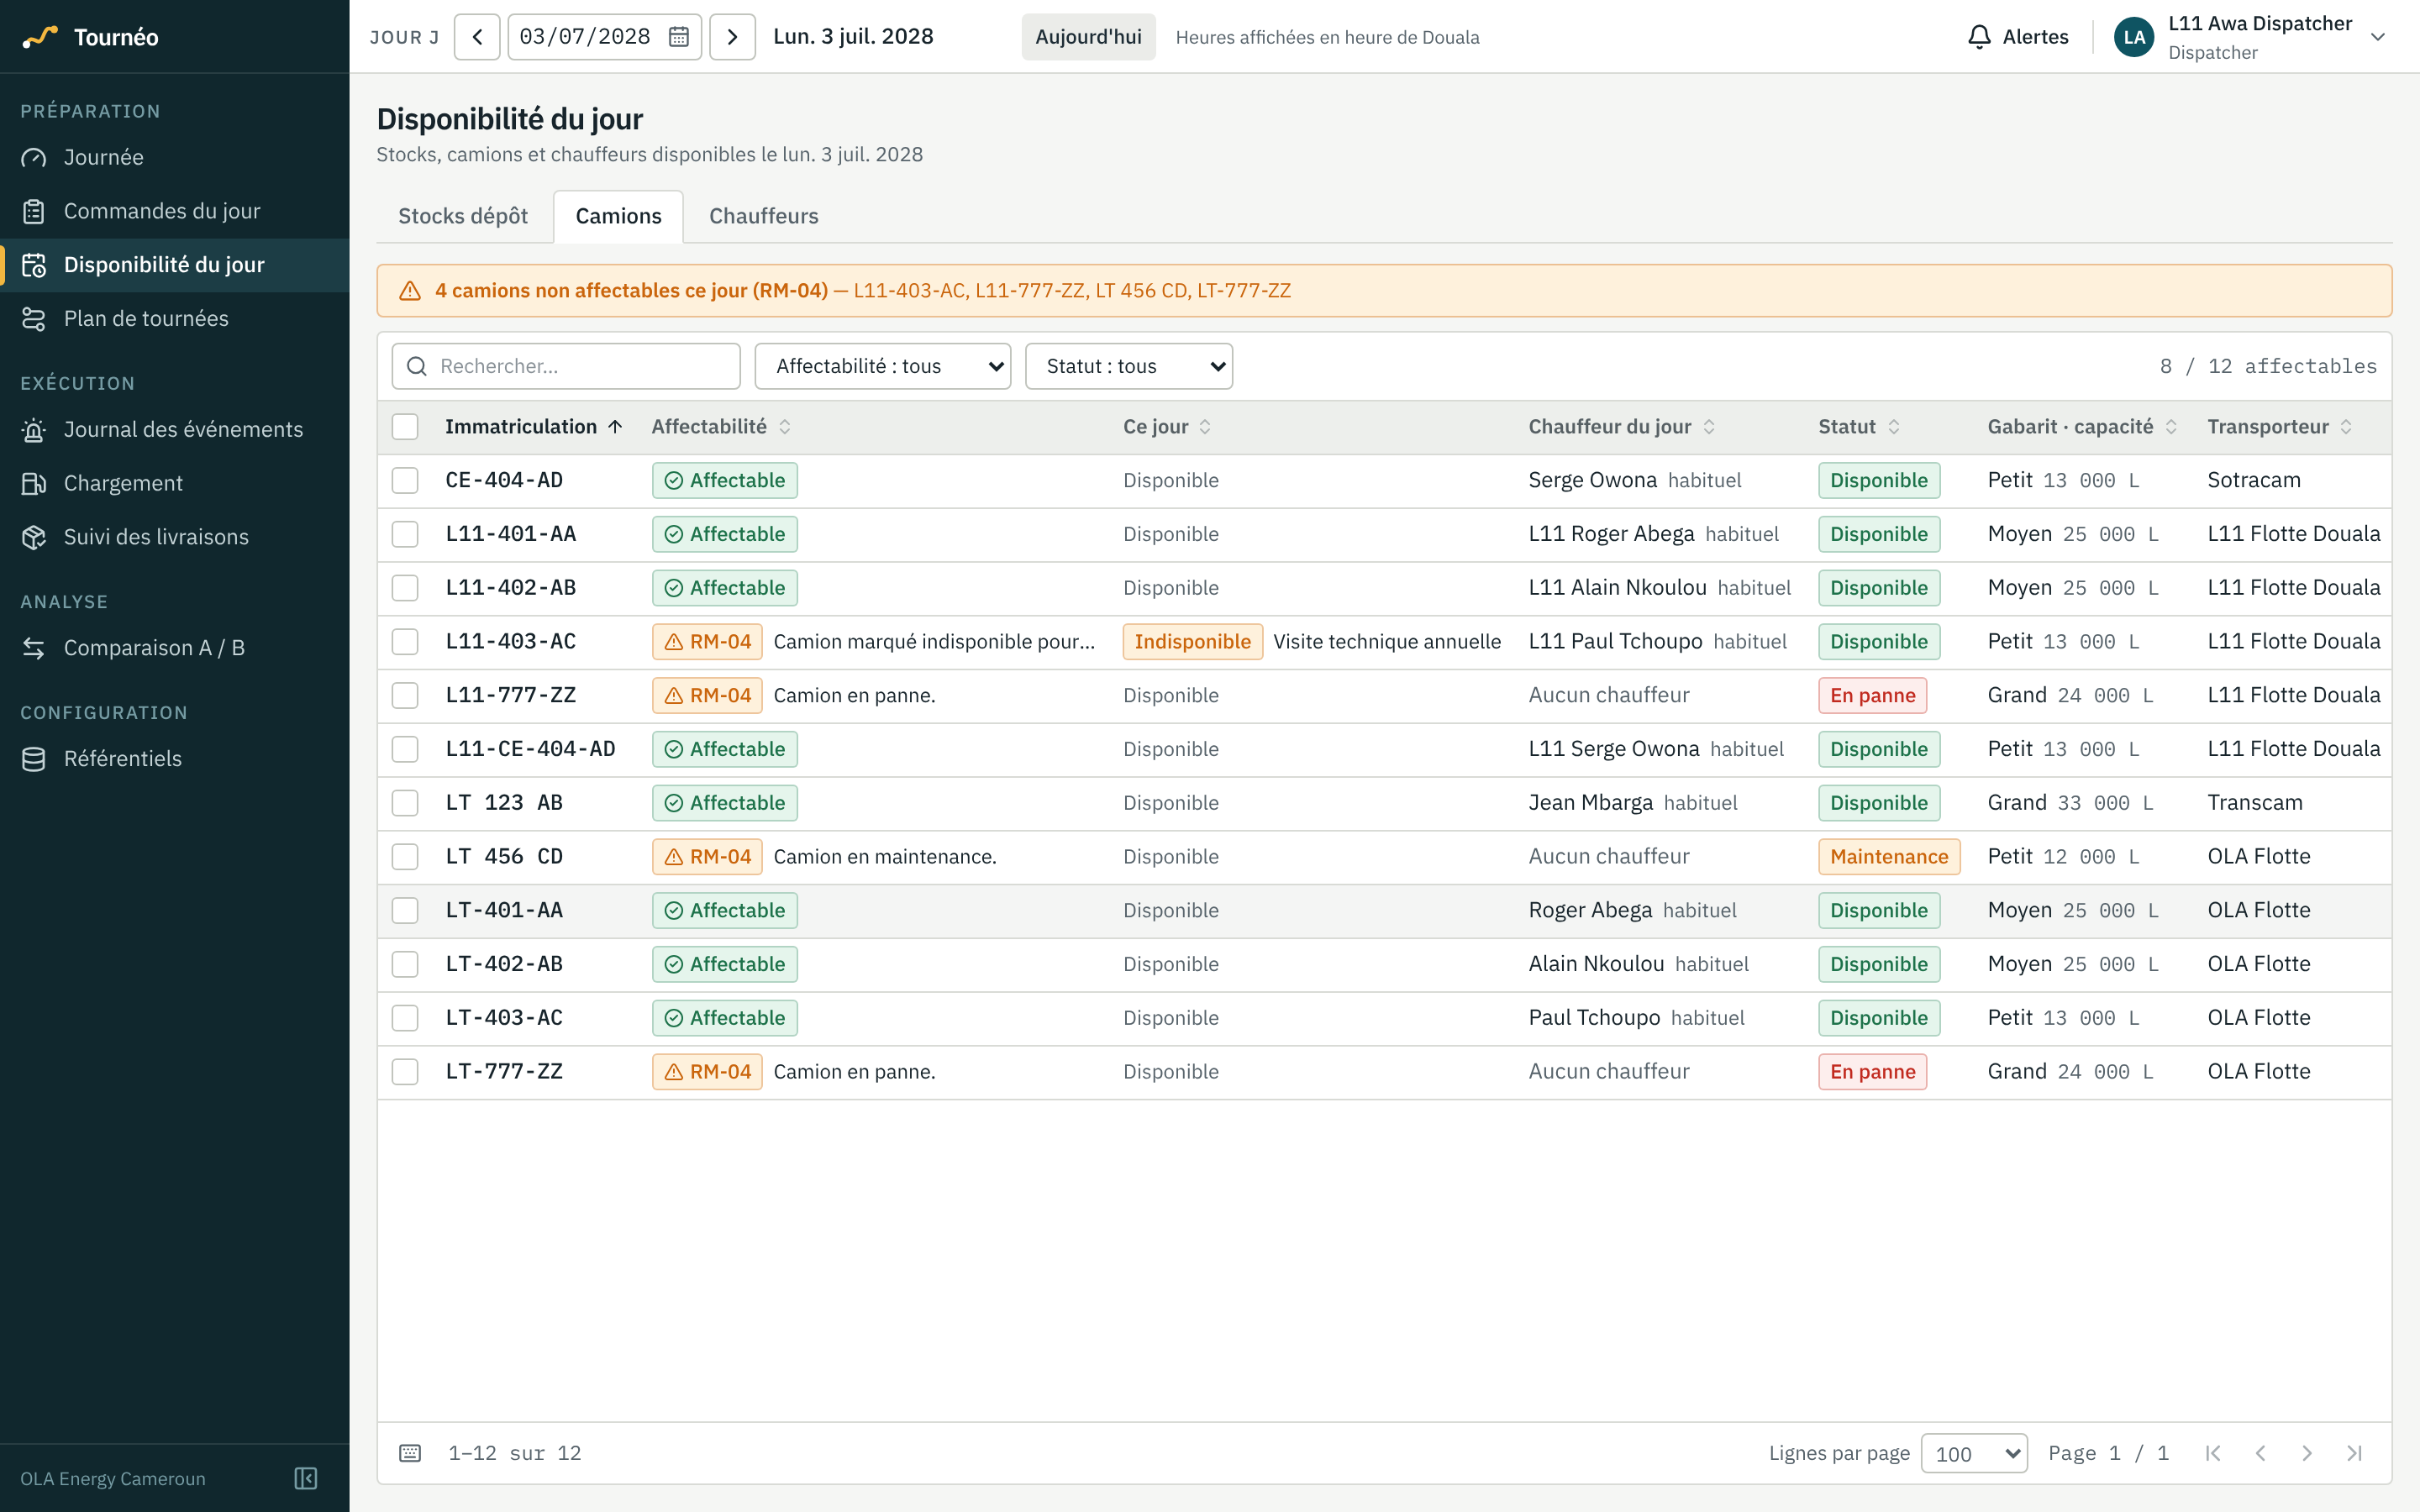 Tournéo
PRÉPARATION
Journée
Commandes du jour
Disponibilité du jour
Plan de tournées
EXÉCUTION
Journal des événements
Chargement
Suivi des livraisons
ANALYSE
Comparaison A / B
CONFIGURATION
Référentiels
OLA Energy Cameroun
JOUR J 03/07/2028 Lun. 3 juil. 2028 Aujourd'hui Heures affichées en heure de Douala Alertes LA L11 Awa Dispatcher
Dispatcher
Disponibilité du jour
Stocks, camions et chauffeurs disponibles le lun. 3 juil. 2028
Stocks dépôt Camions Chauffeurs
4 camions non affectables ce jour (RM-04) — L11-403-AC, L11-777-ZZ, LT 456 CD, LT-777-ZZ
Rechercher... Affectabilité : tous Statut : tous 8 / 12 affectables
Immatriculation Affectabilité Ce jour Chauffeur du jour Statut Gabarit · capacité Transporteur
CE-404-AD Affectable Disponible Serge Owona habituel Disponible Petit 13 000 L Sotracam
L11-401-AA Affectable Disponible L11 Roger Abega habituel Disponible Moyen 25 000 L L11 Flotte Douala
L11-402-AB Affectable Disponible L11 Alain Nkoulou habituel Disponible Moyen 25 000 L L11 Flotte Douala
L11-403-AC RM-04 Camion marqué indisponible pour... Indisponible Visite technique annuelle L11 Paul Tchoupo habituel Disponible Petit 13 000 L L11 Flotte Douala
L11-777-ZZ RM-04 Camion en panne. Disponible Aucun chauffeur En panne Grand 24 000 L L11 Flotte Douala
L11-CE-404-AD Affectable Disponible L11 Serge Owona habituel Disponible Petit 13 000 L L11 Flotte Douala
LT 123 AB Affectable Disponible Jean Mbarga habituel Disponible Grand 33 000 L Transcam
LT 456 CD RM-04 Camion en maintenance. Disponible Aucun chauffeur Maintenance Petit 12 000 L OLA Flotte
LT-401-AA Affectable Disponible Roger Abega habituel Disponible Moyen 25 000 L OLA Flotte
LT-402-AB Affectable Disponible Alain Nkoulou habituel Disponible Moyen 25 000 L OLA Flotte
LT-403-AC Affectable Disponible Paul Tchoupo habituel Disponible Petit 13 000 L OLA Flotte
LT-777-ZZ RM-04 Camion en panne. Disponible Aucun chauffeur En panne Grand 24 000 L OLA Flotte
1–12 sur 12 Lignes par page 100 Page 1 / 1